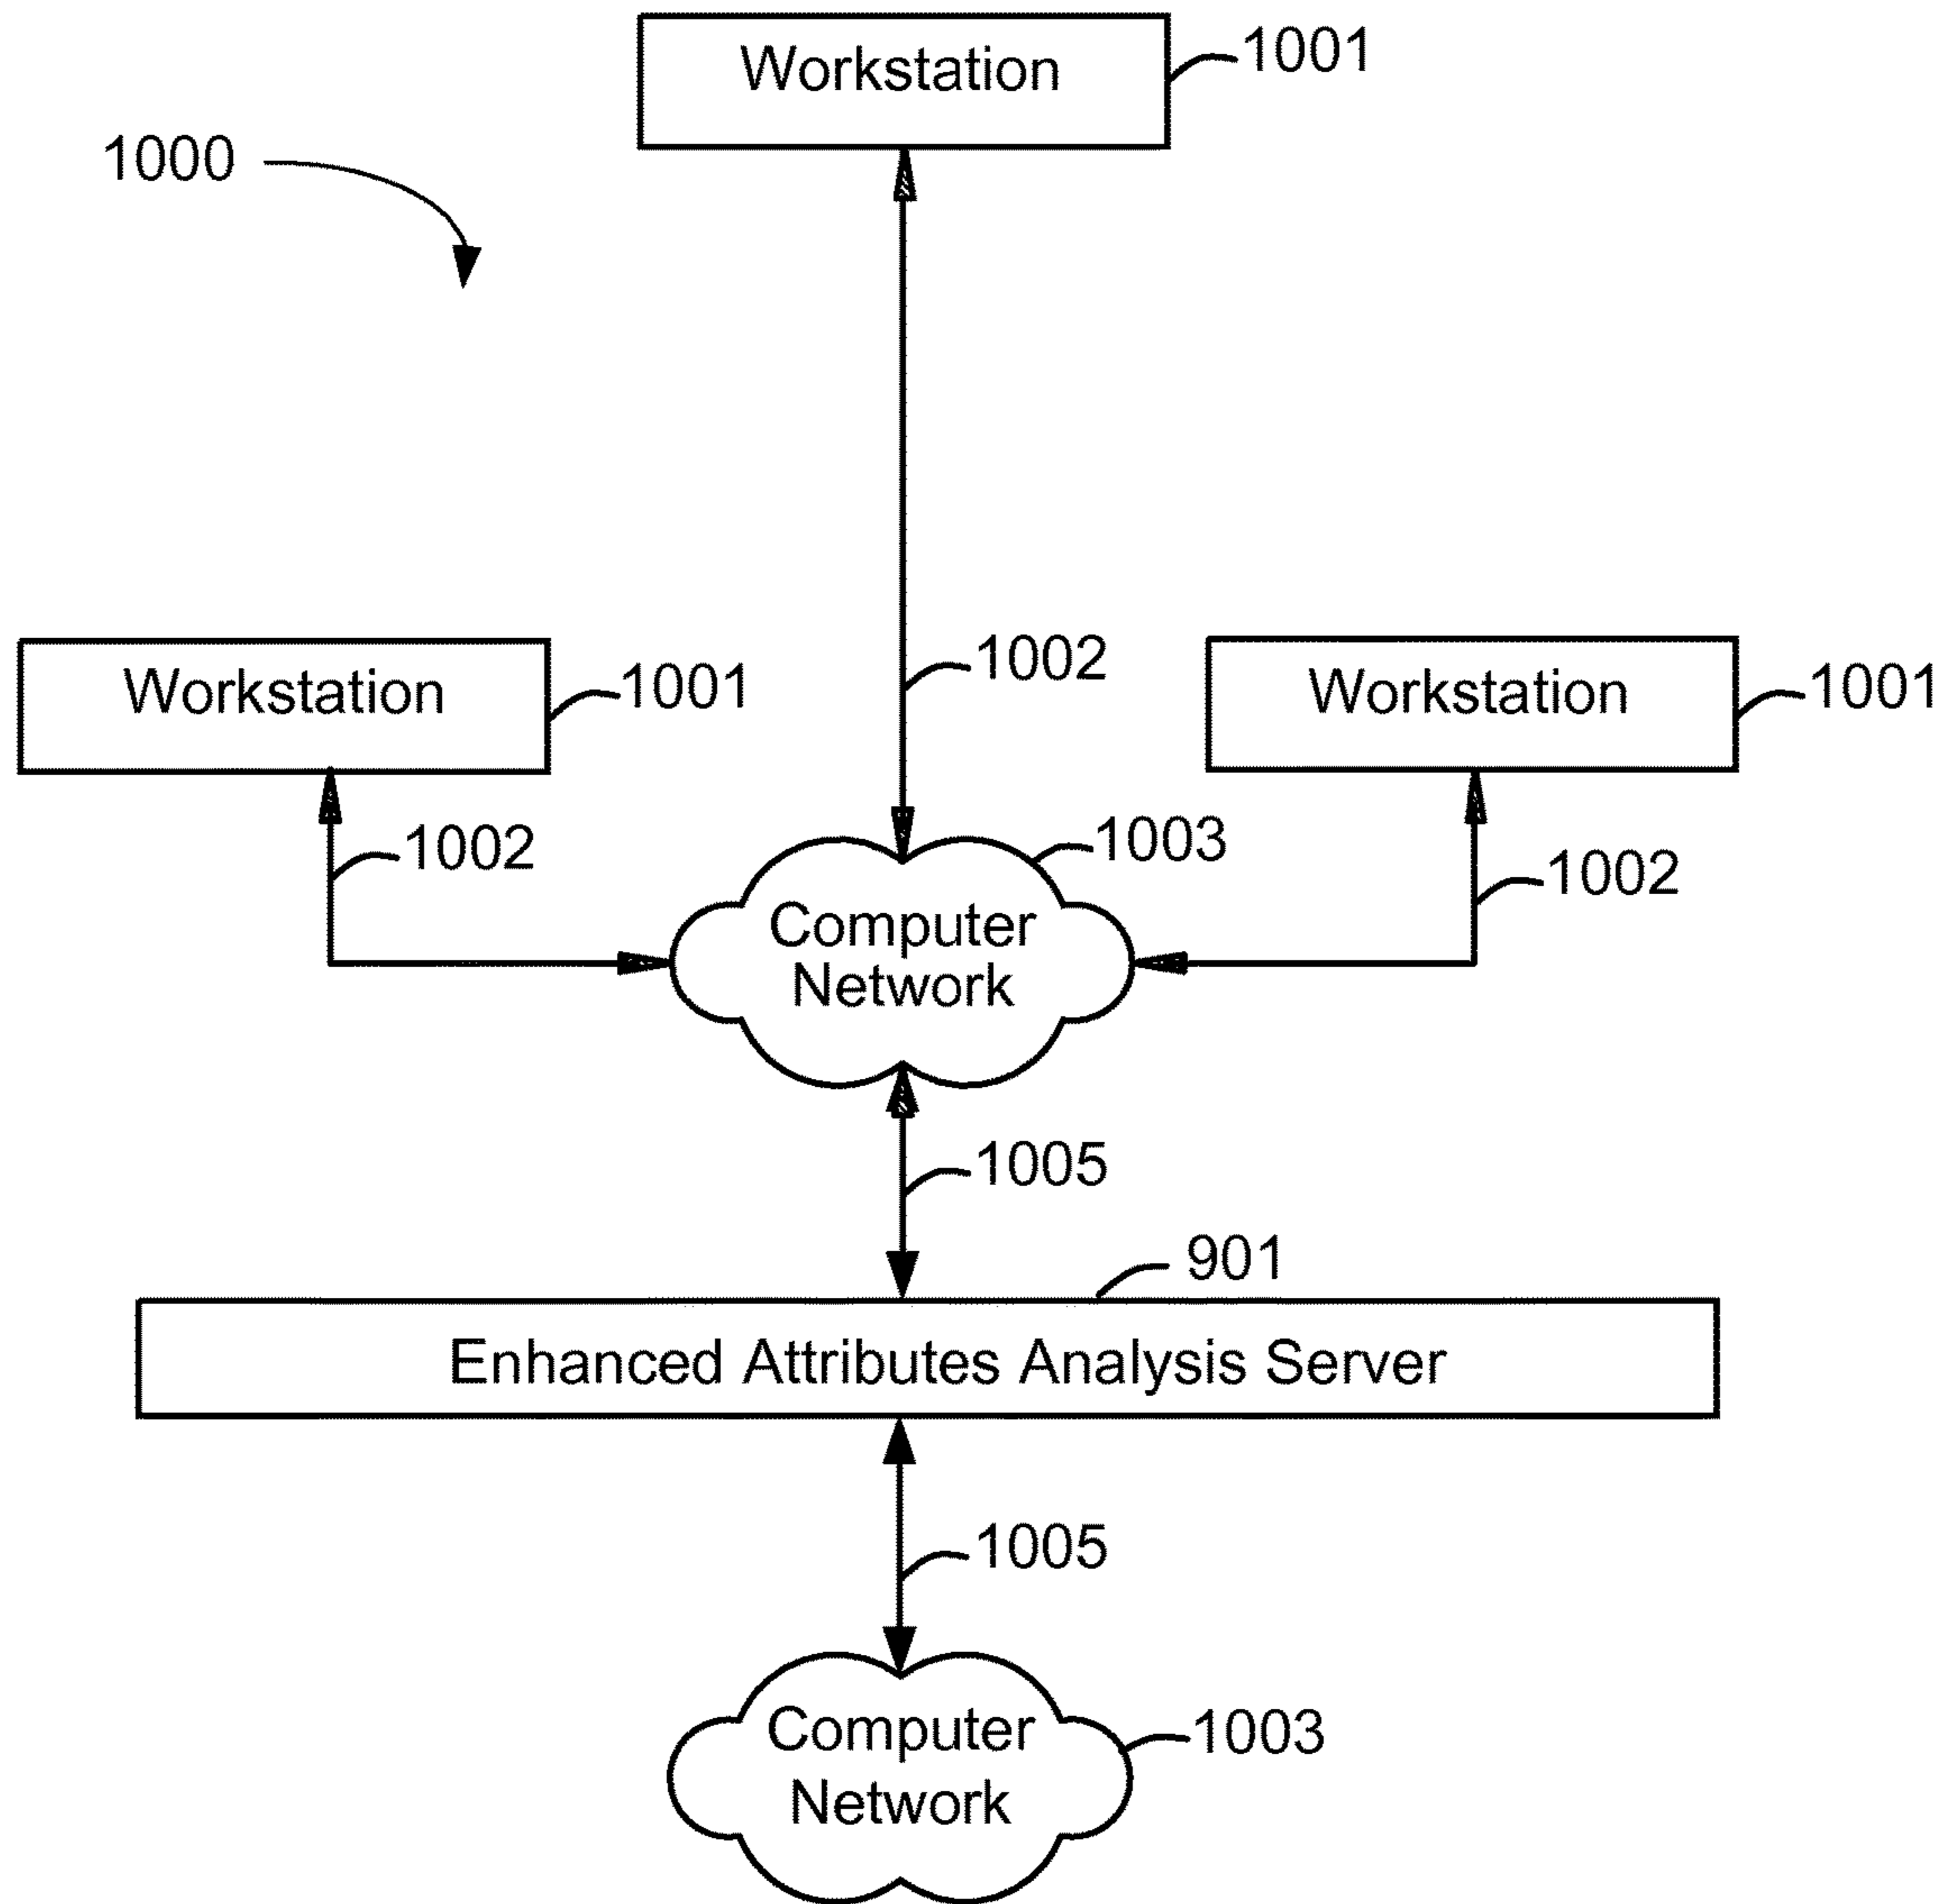 Workstation
1001
1000
1002
Workstation
1001
Workstation
1001
1002
1003
1002
Computer
Network
1005
901
Enhanced Attributes Analysis Server
1005
Computer
Network
1003